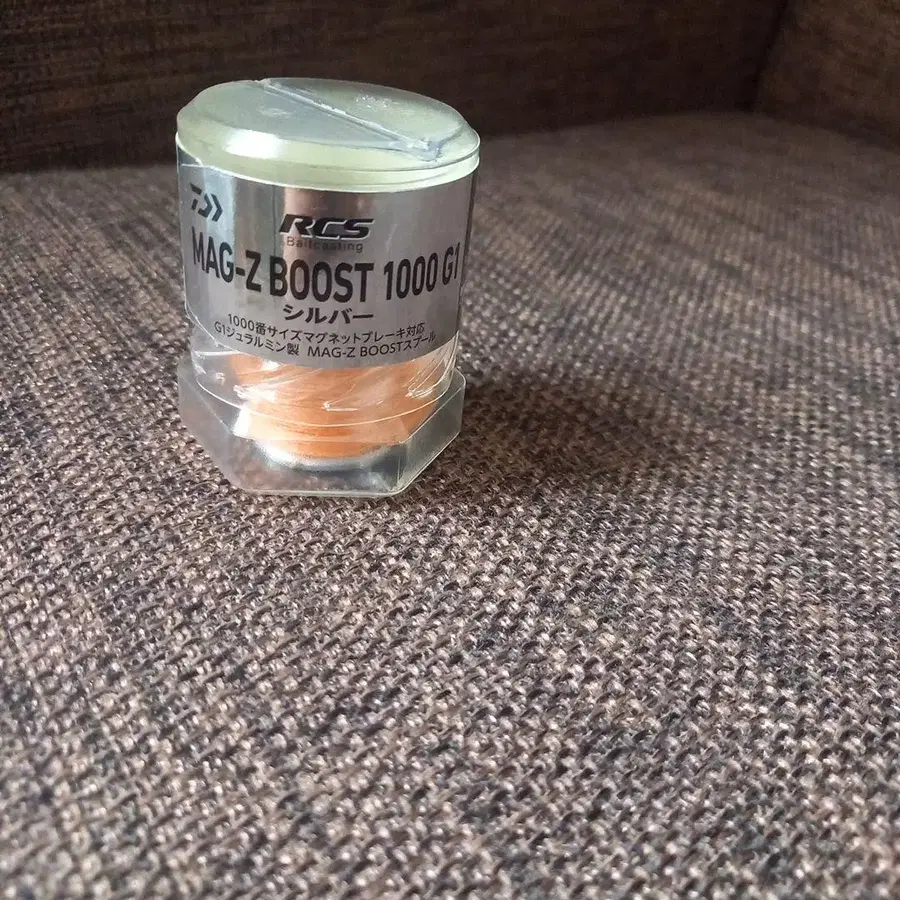 RCS
Baitcasting
MAG-Z BOOST 1000 G1
シルバー
1000番サイズマグネットブレーキ対応
G1ジュラルミン製 MAG-Z BOOSTスプール